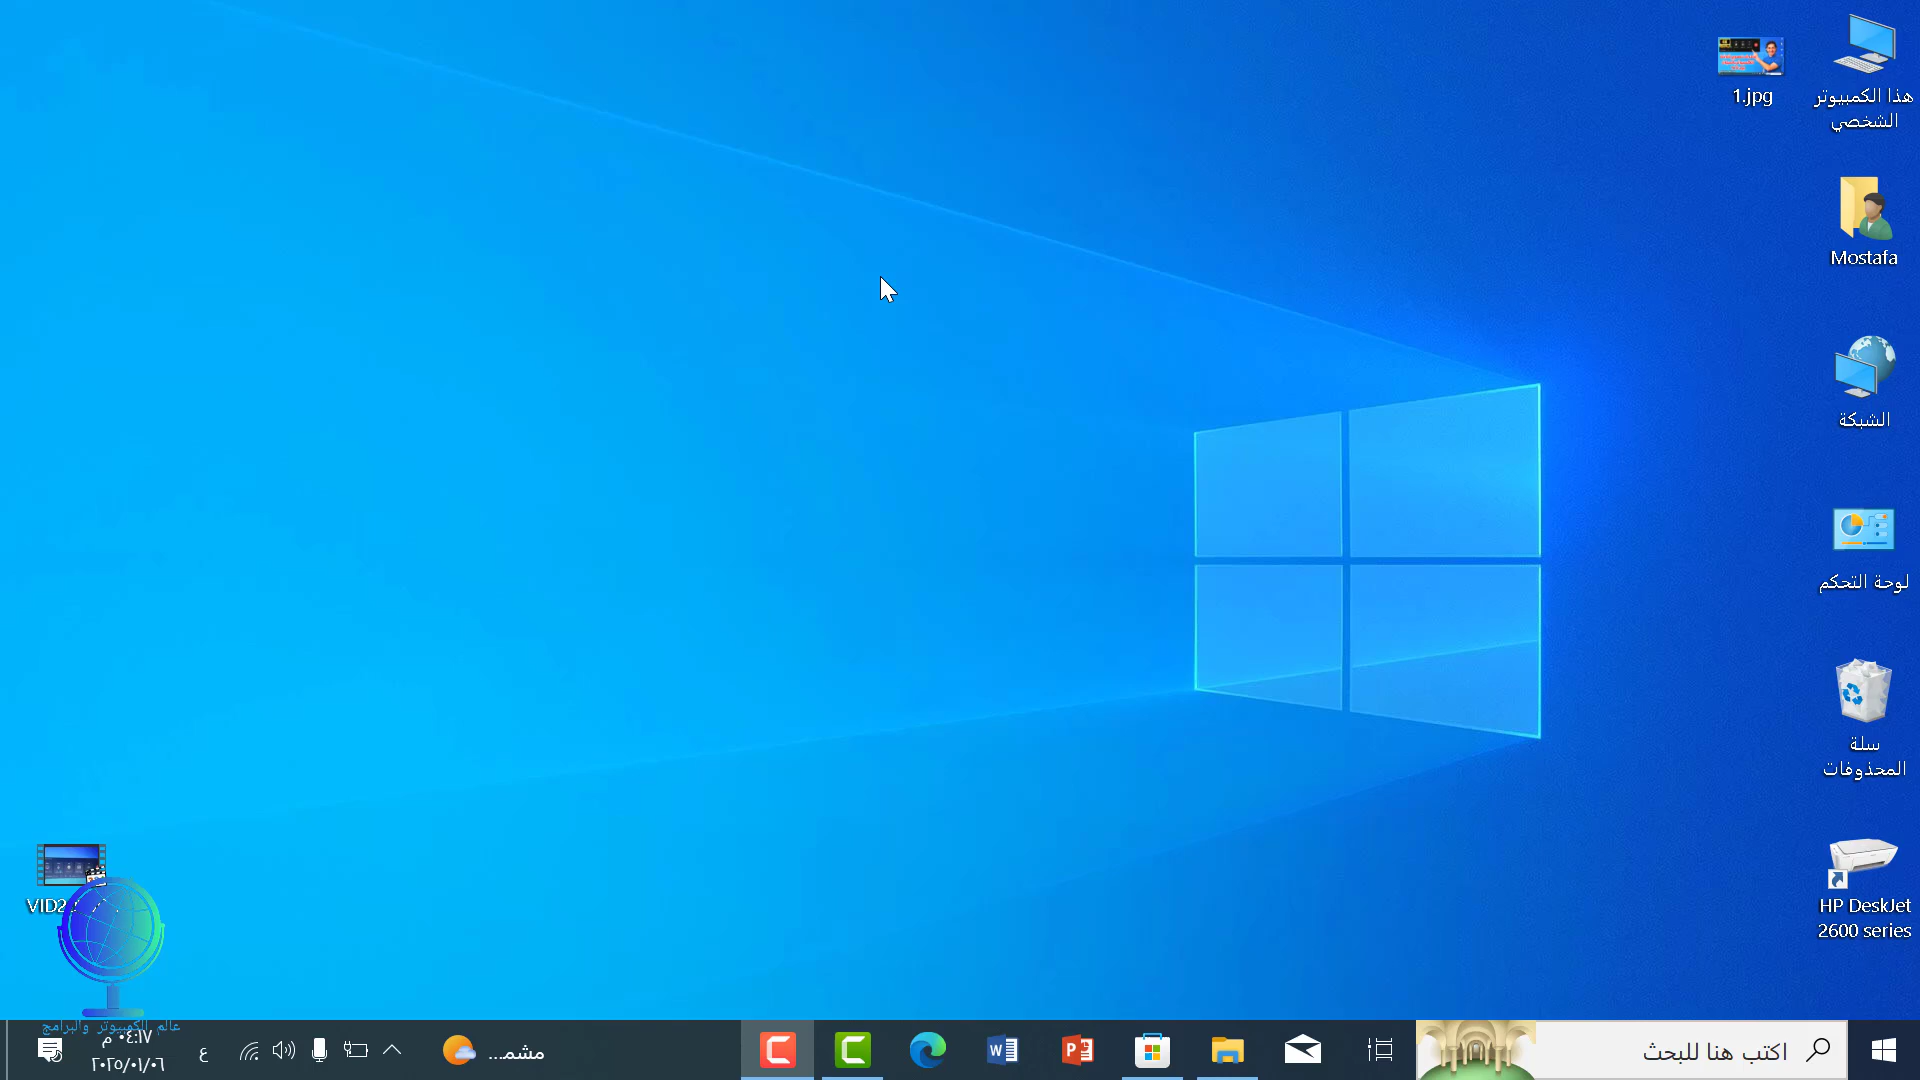 هذا الكمبيوتر
الشخصي
1.jpg
Mostafa
الشبكة
لوحة التحكم
سلة
المحذوفات
HP DeskJet
2600 series
عالم الكمبيوتر والبرامج
اكتب هنا للبحث
مشمـ...
ع
٠٤:١٧ م
٢٠٢٥/٠١/٠٦